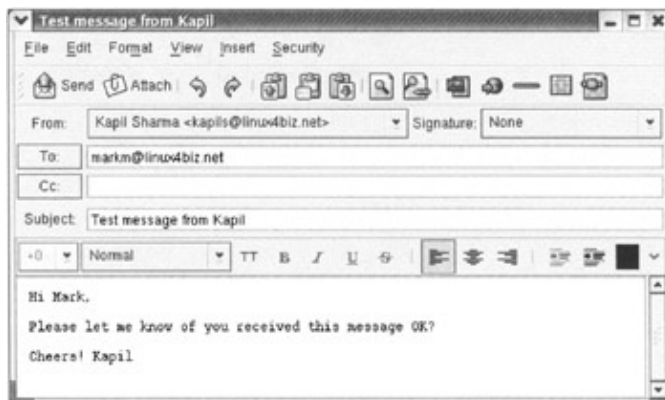 Test message from Kapil
File Edit Format View Insert Security
Send Attach
From: Kapil Sharma <kapils@linux4biz.net> Signature: None
To: markm@linux4biz.net
Cc:
Subject: Test message from Kapil
+0 Normal TT B I U S
Hi Mark,
Please let me know of you received this message OK?
Cheers! Kapil